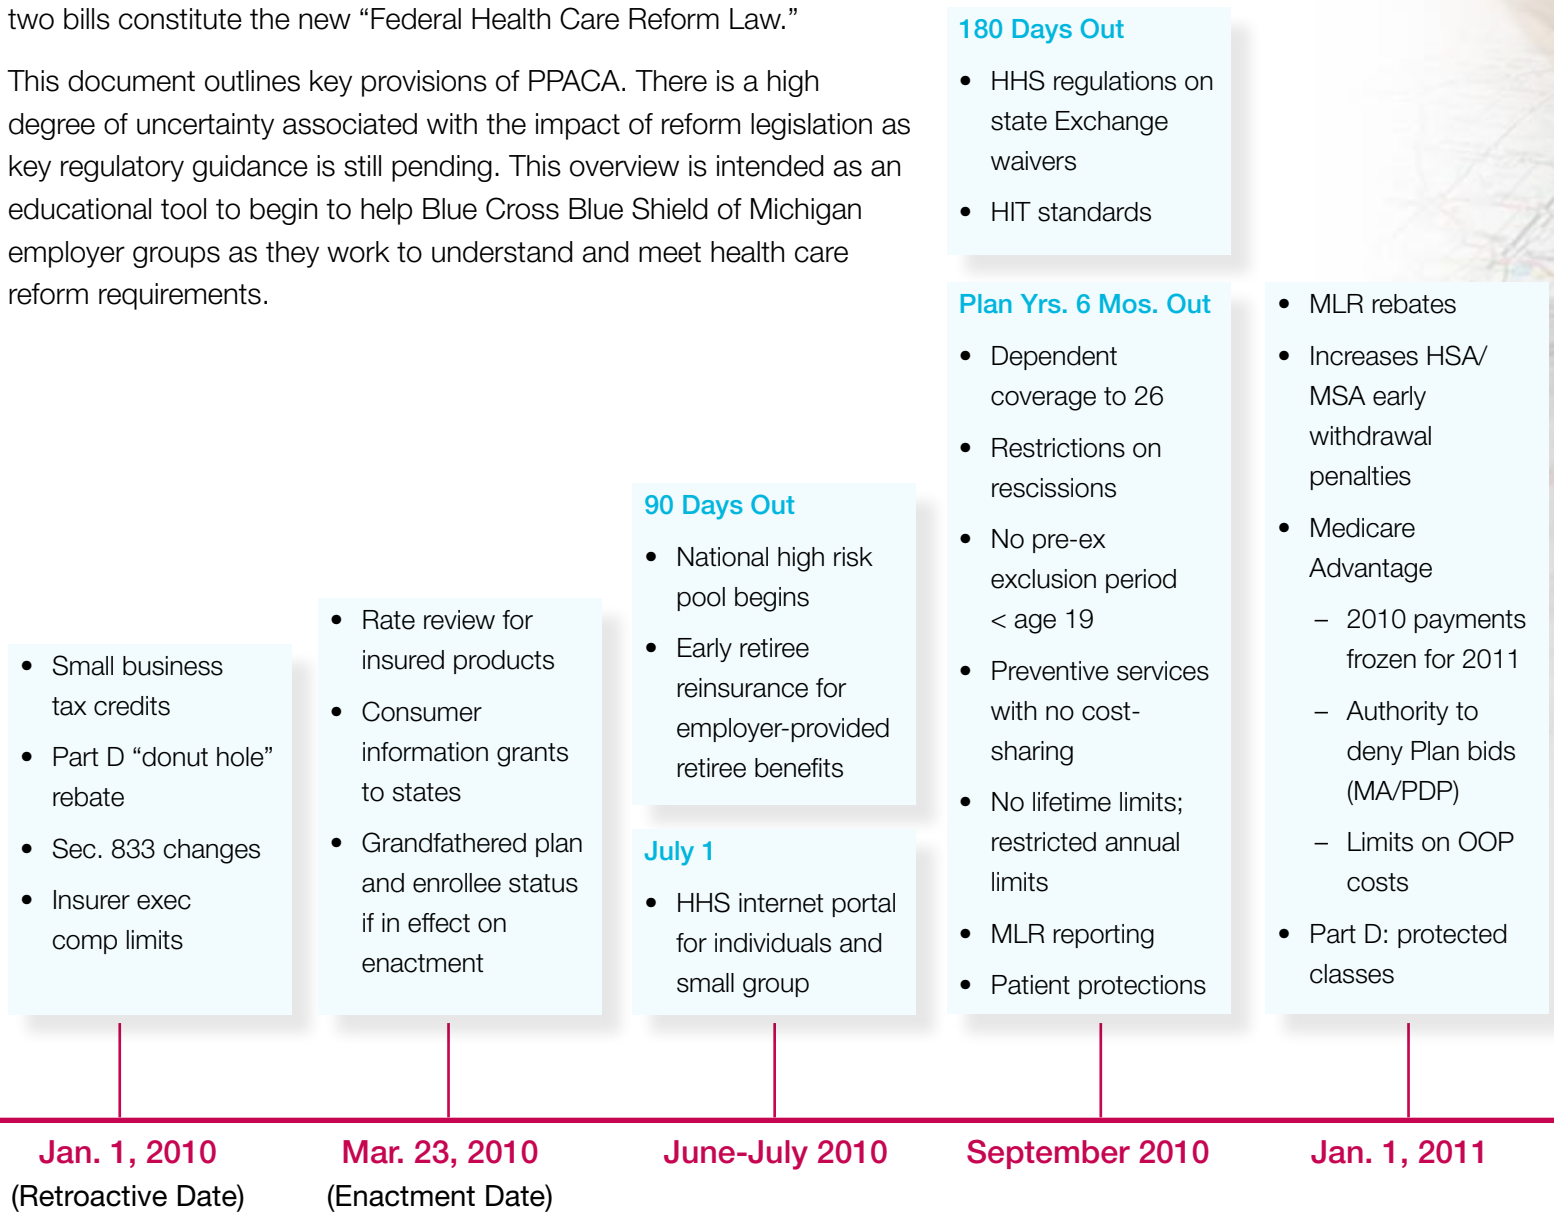 two bills constitute the new “Federal Health Care Reform Law.”
This document outlines key provisions of PPACA. There is a high
degree of uncertainty associated with the impact of reform legislation as
key regulatory guidance is still pending. This overview is intended as an
educational tool to begin to help Blue Cross Blue Shield of Michigan
employer groups as they work to understand and meet health care
reform requirements.
• Small business
tax credits
• Part D “donut hole”
rebate
• Sec. 833 changes
• Insurer exec
comp limits
Jan. 1, 2010
(Retroactive Date)
• Rate review for
insured products
• Consumer
information grants
to states
• Grandfathered plan
and enrollee status
if in effect on
enactment
Mar. 23, 2010
(Enactment Date)
90 Days Out
• National high risk
pool begins
• Early retiree
reinsurance for
employer-provided
retiree benefits
July 1
• HHS internet portal
for individuals and
small group
June-July 2010
180 Days Out
• HHS regulations on
state Exchange
waivers
• HIT standards
Plan Yrs. 6 Mos. Out
• Dependent
coverage to 26
• Restrictions on
rescissions
• No pre-ex
exclusion period
< age 19
• Preventive services
with no cost-
sharing
• No lifetime limits;
restricted annual
limits
• MLR reporting
• Patient protections
September 2010
• MLR rebates
• Increases HSA/
MSA early
withdrawal
penalties
• Medicare
Advantage
– 2010 payments
frozen for 2011
– Authority to
deny Plan bids
(MA/PDP)
– Limits on OOP
costs
• Part D: protected
classes
Jan. 1, 2011